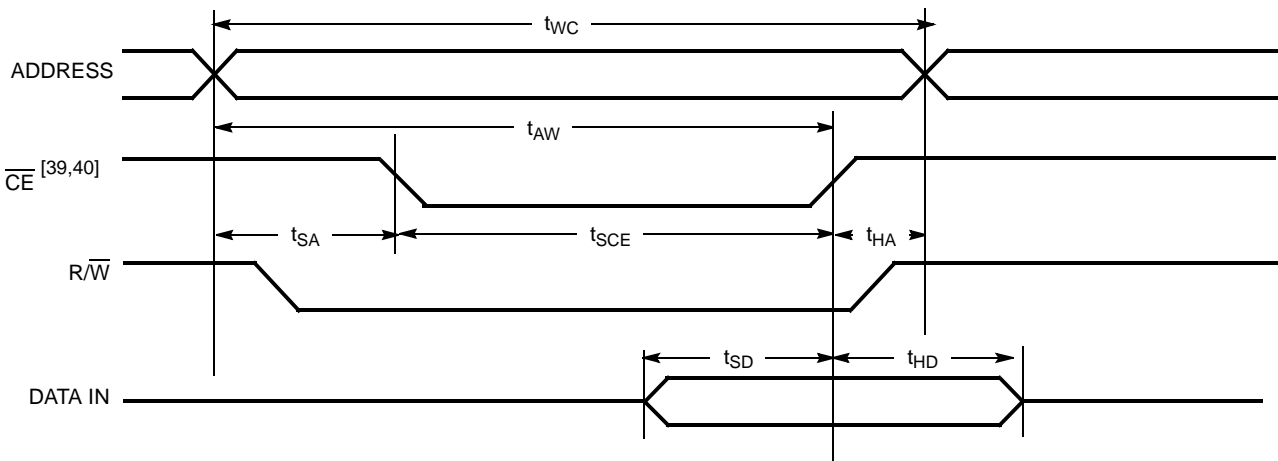 tWC
ADDRESS
tAW
CE [39,40]
tSA tSCE tHA
R/W
tSD tHD
DATA IN